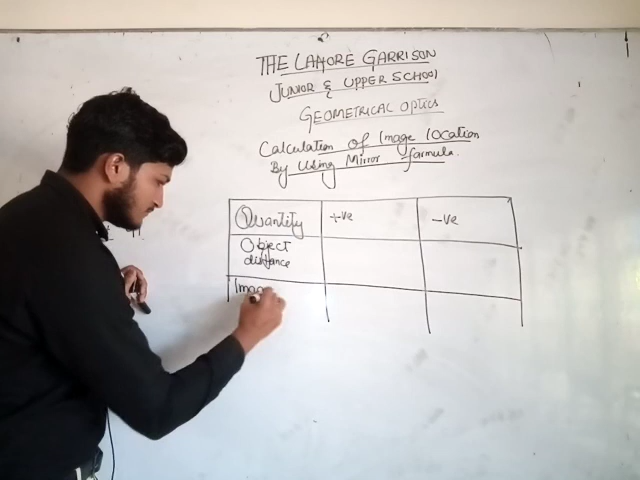 THE LAHORE GARRISON
JUNIOR & UPPER SCHOOL
GEOMETRICAL OPTICS
Calculation of Image location
By Using Mirror formula.
Quantity +ve -ve
Object
distance
Imag